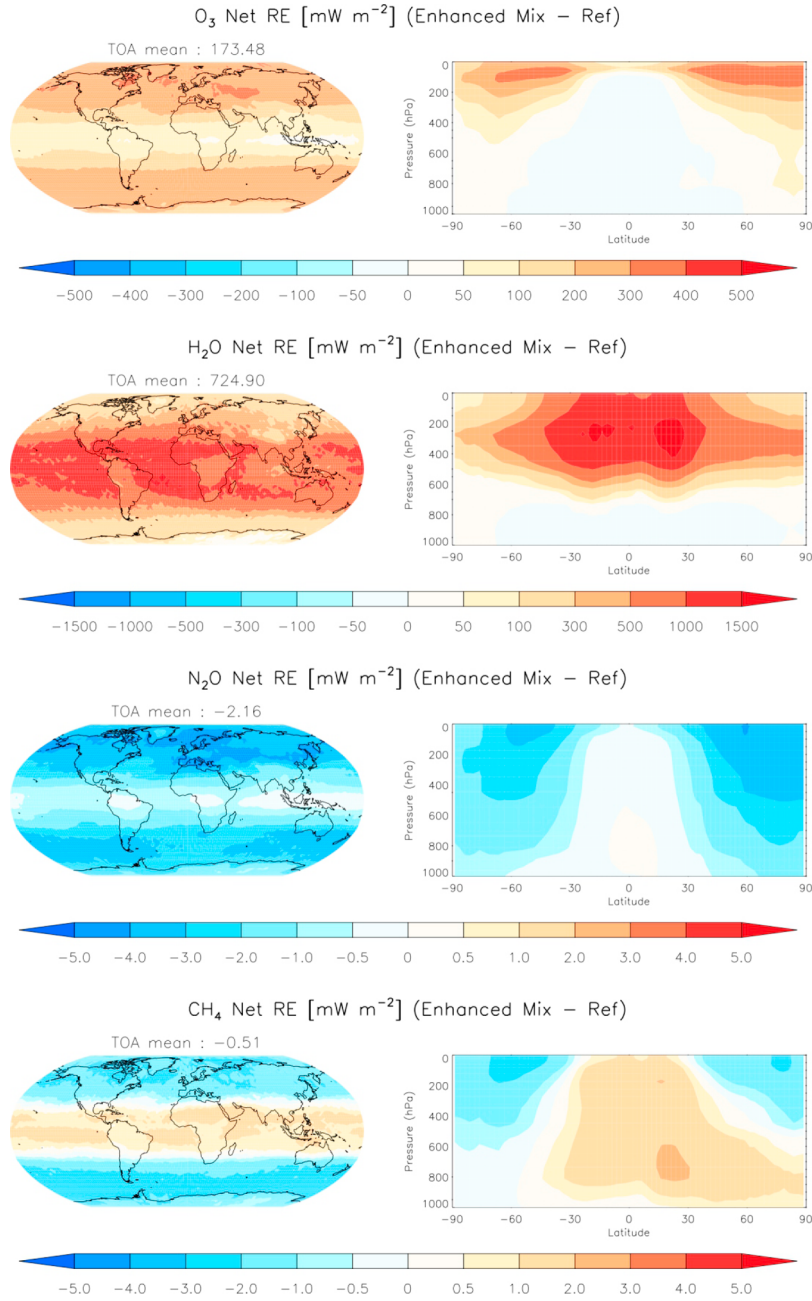 O₃ Net RE [mW m⁻²] (Enhanced Mix – Ref)
TOA mean : 173.48
0
200
400
600
800
1000
Pressure (hPa)
−90 −60 −30 0 30 60 90
Latitude
−500 −400 −200 −100 −50 0 50 100 200 300 400 500
H₂O Net RE [mW m⁻²] (Enhanced Mix – Ref)
TOA mean : 724.90
0
200
400
600
800
1000
Pressure (hPa)
−90 −60 −30 0 30 60 90
Latitude
−1500 −1000 −500 −300 −100 −50 0 50 100 300 500 1000 1500
N₂O Net RE [mW m⁻²] (Enhanced Mix – Ref)
TOA mean : −2.16
0
200
400
600
800
1000
Pressure (hPa)
−90 −60 −30 0 30 60 90
Latitude
−5.0 −4.0 −3.0 −2.0 −1.0 −0.5 0 0.5 1.0 2.0 3.0 4.0 5.0
CH₄ Net RE [mW m⁻²] (Enhanced Mix – Ref)
TOA mean : −0.51
0
200
400
600
800
1000
Pressure (hPa)
−90 −60 −30 0 30 60 90
Latitude
−5.0 −4.0 −3.0 −2.0 −1.0 −0.5 0 0.5 1.0 2.0 3.0 4.0 5.0